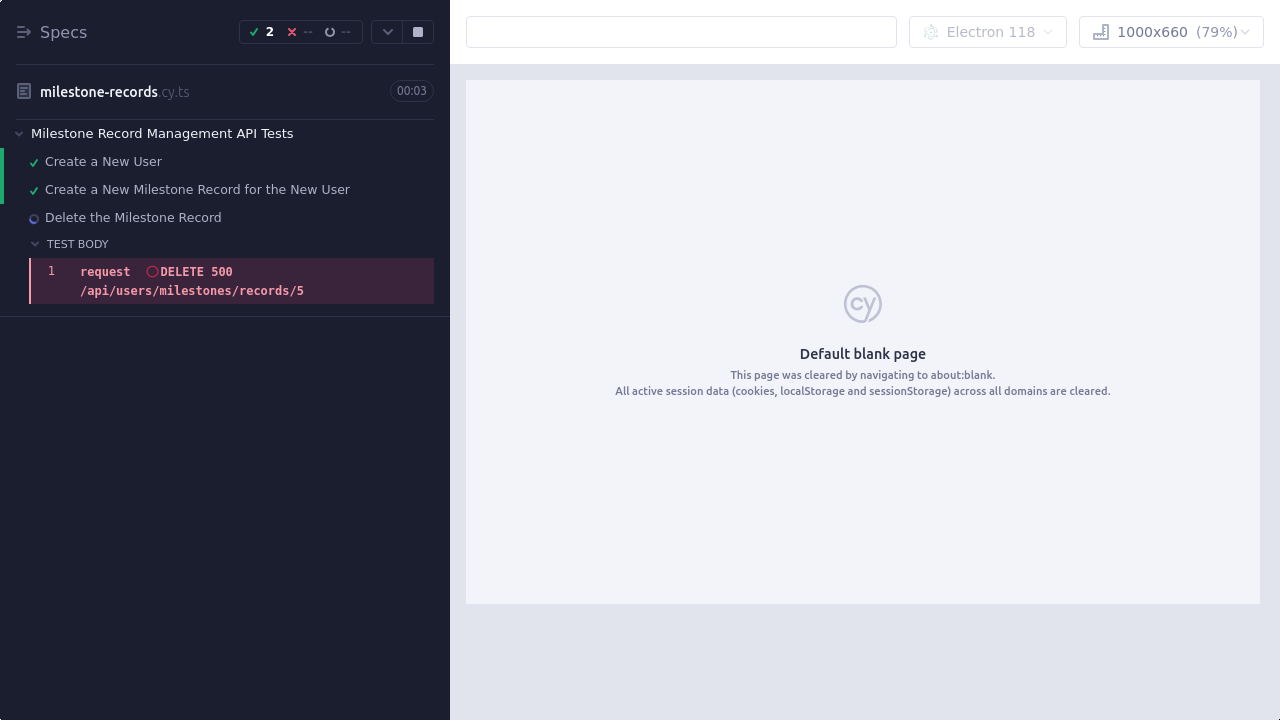 Specs
2
--
--
Electron 118
1000x660 (79%)
milestone-records.cy.ts
00:03
Milestone Record Management API Tests
Create a New User
Create a New Milestone Record for the New User
Delete the Milestone Record
TEST BODY
1 request DELETE 500
/api/users/milestones/records/5
cy
Default blank page
This page was cleared by navigating to about:blank.
All active session data (cookies, localStorage and sessionStorage) across all domains are cleared.